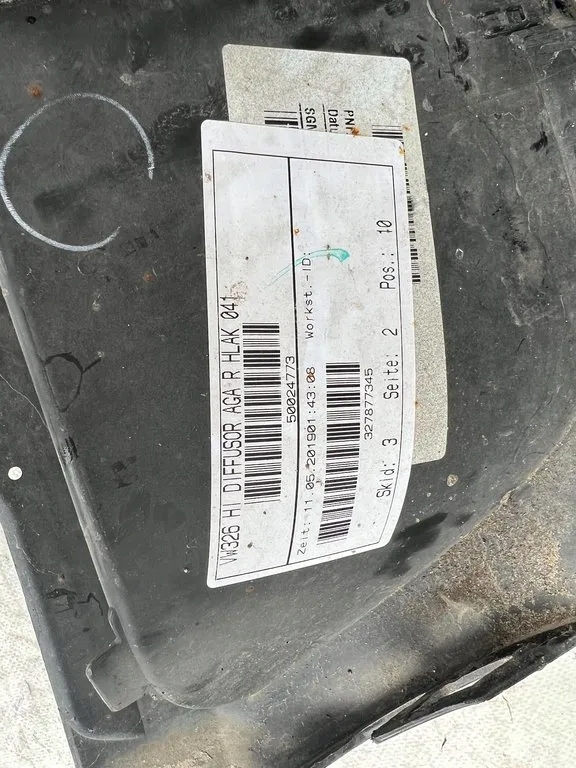 VW326 HI DIFFUSOR AGA R HLAK 041
50024773
Zeit: 11.05.201901:43:08 Workst.-ID:
327877345
Skid: 3 Seite: 2 Pos.: 10